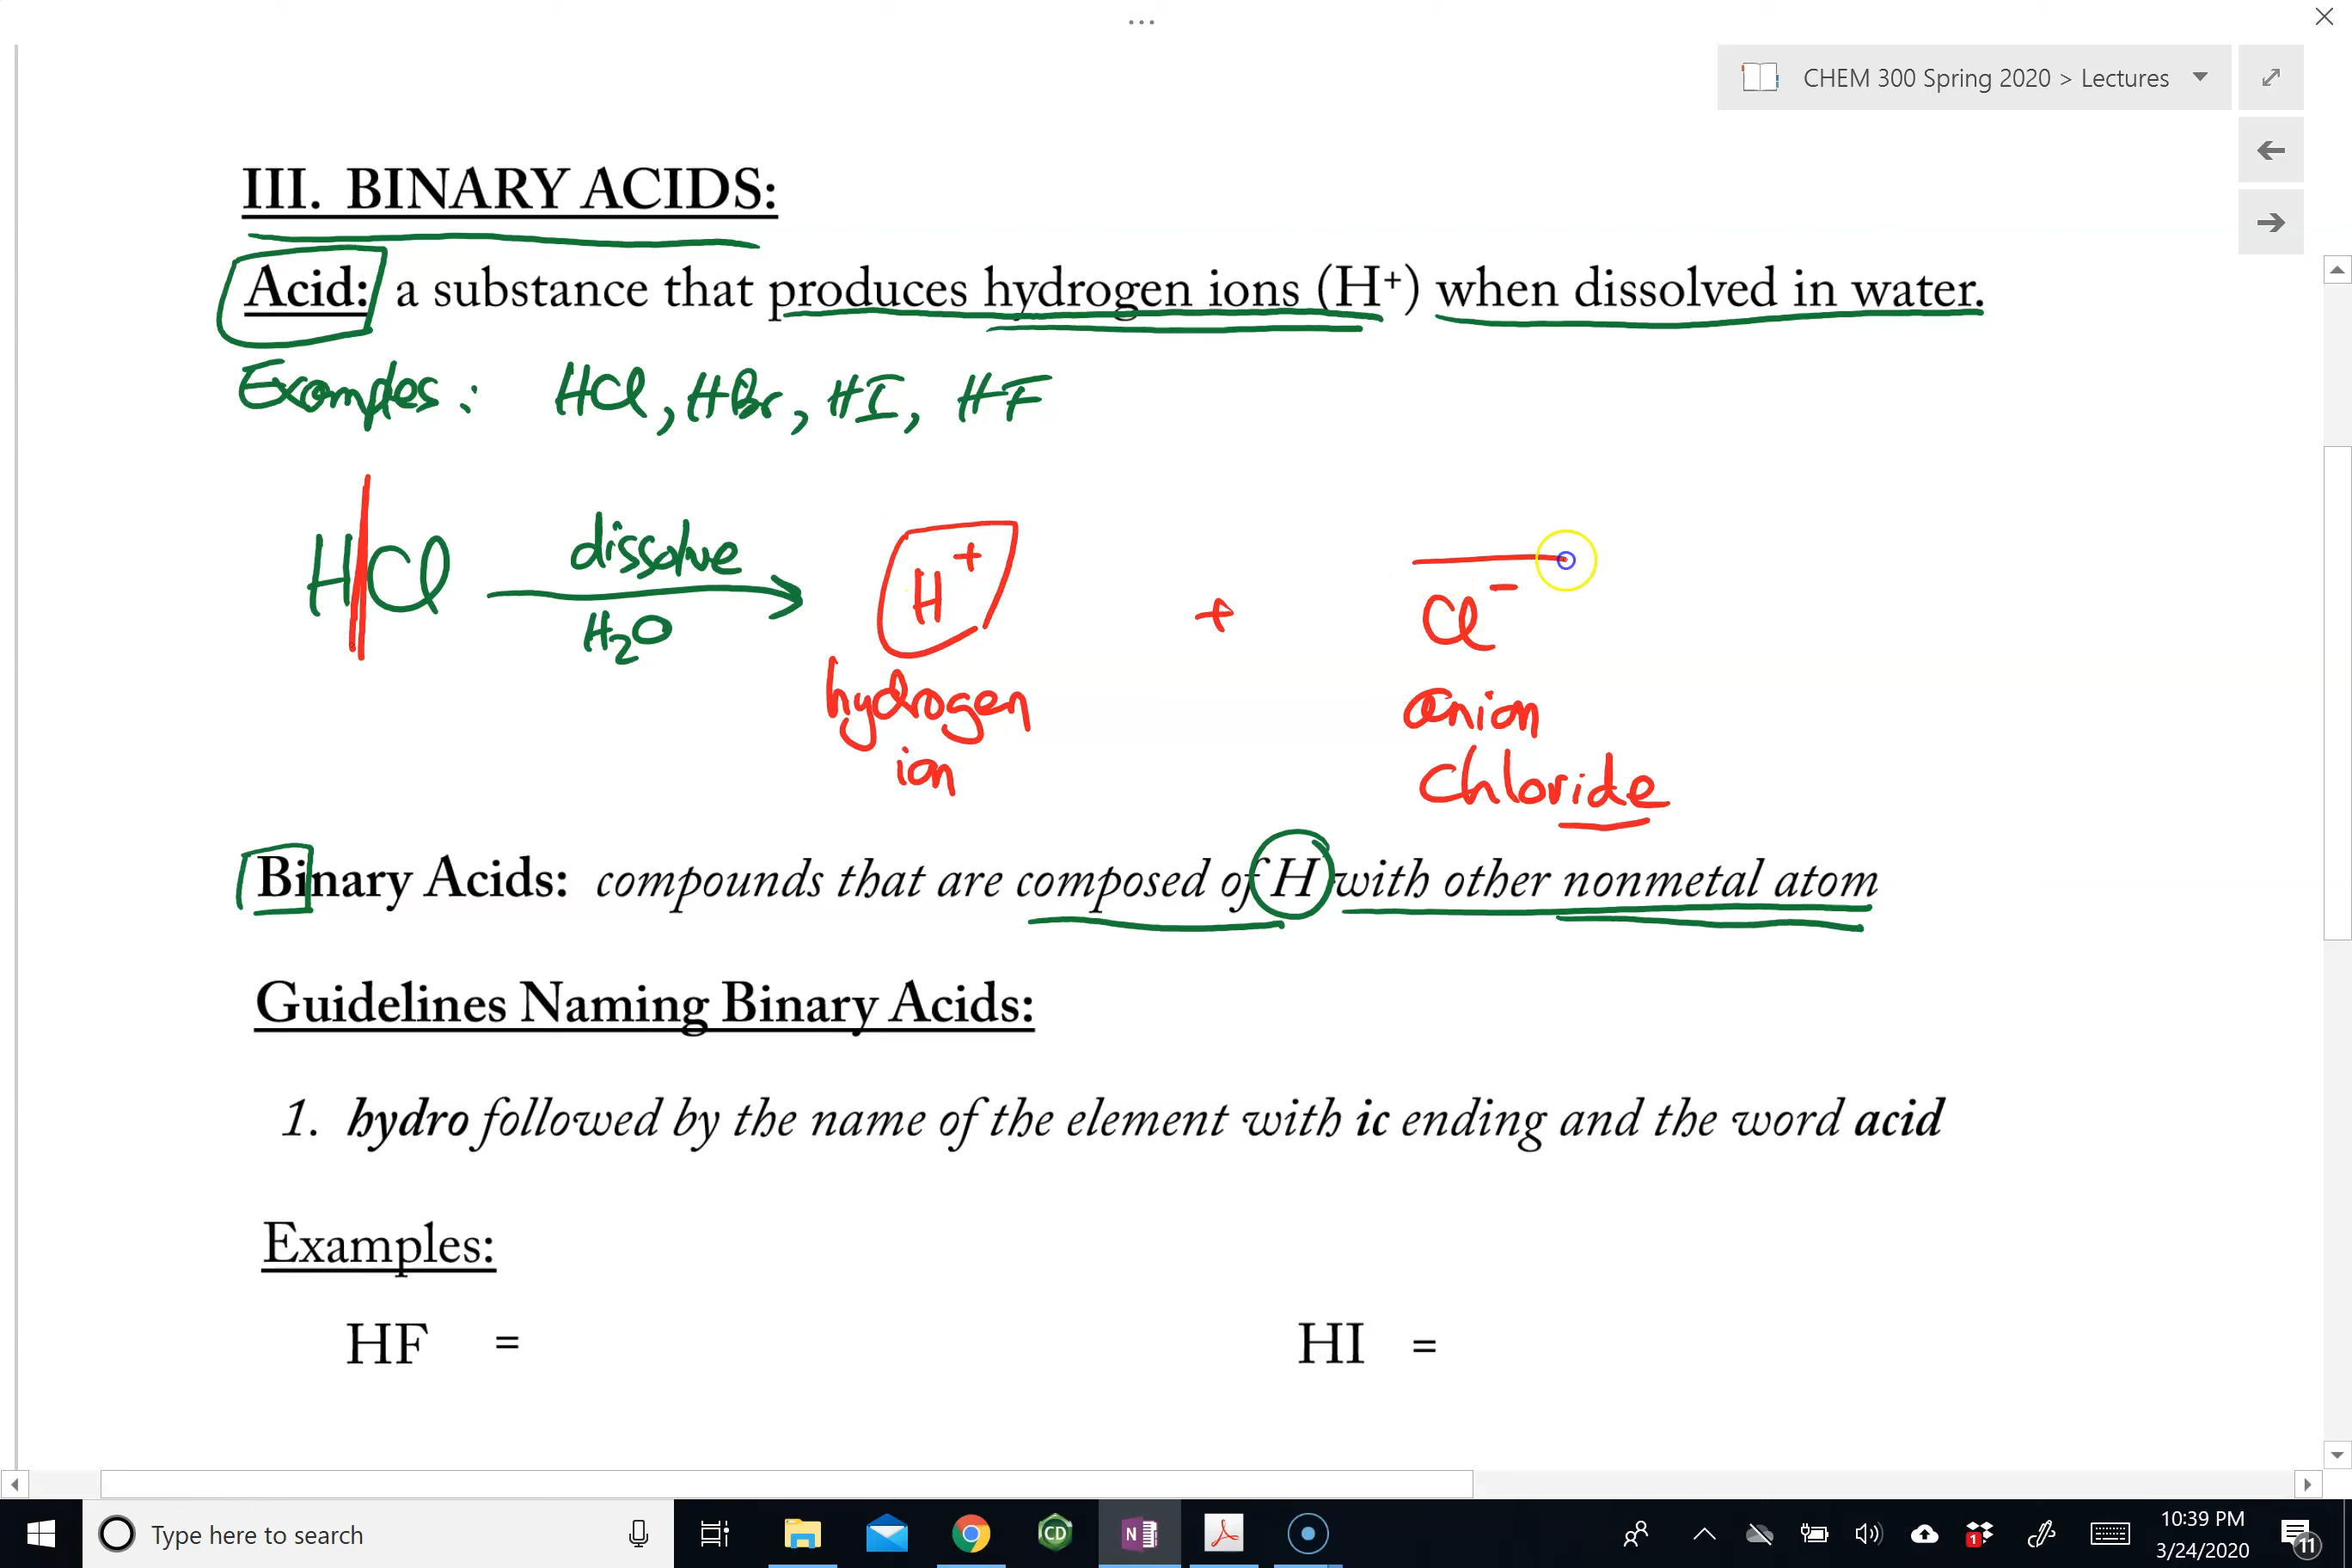 ...
CHEM 300 Spring 2020 > Lectures
III. BINARY ACIDS:
Acid: a substance that produces hydrogen ions (H⁺) when dissolved in water.
Examples : HCl, HBr, HI, HF
HCl dissolve H₂O H⁺ + Cl⁻
hydrogen ion
anion
chloride
Binary Acids: compounds that are composed of H with other nonmetal atom
Guidelines Naming Binary Acids:
1. hydro followed by the name of the element with ic ending and the word acid
Examples:
HF = HI =
Type here to search
CD
N
1
10:39 PM
3/24/2020
11